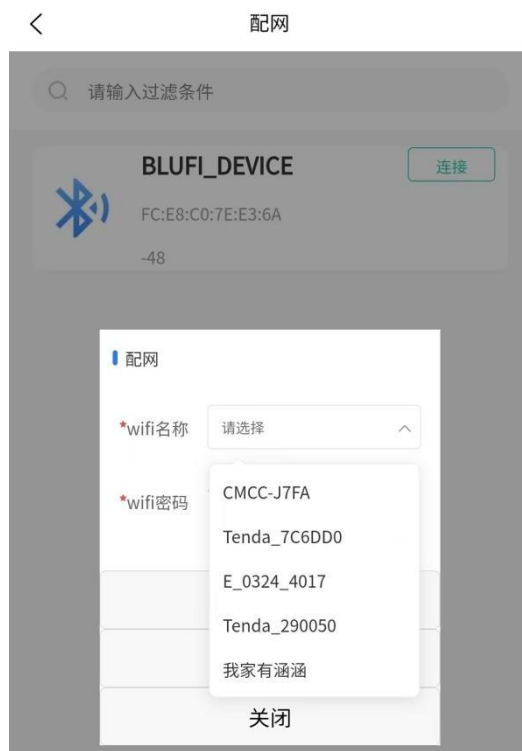 配网
请输入过滤条件
BLUFI_DEVICE
连接
FC:E8:C0:7E:E3:6A
-48
配网
*wifi名称
请选择
CMCC-J7FA
*wifi密码
Tenda_7C6DD0
E_0324_4017
Tenda_290050
我家有涵涵
关闭